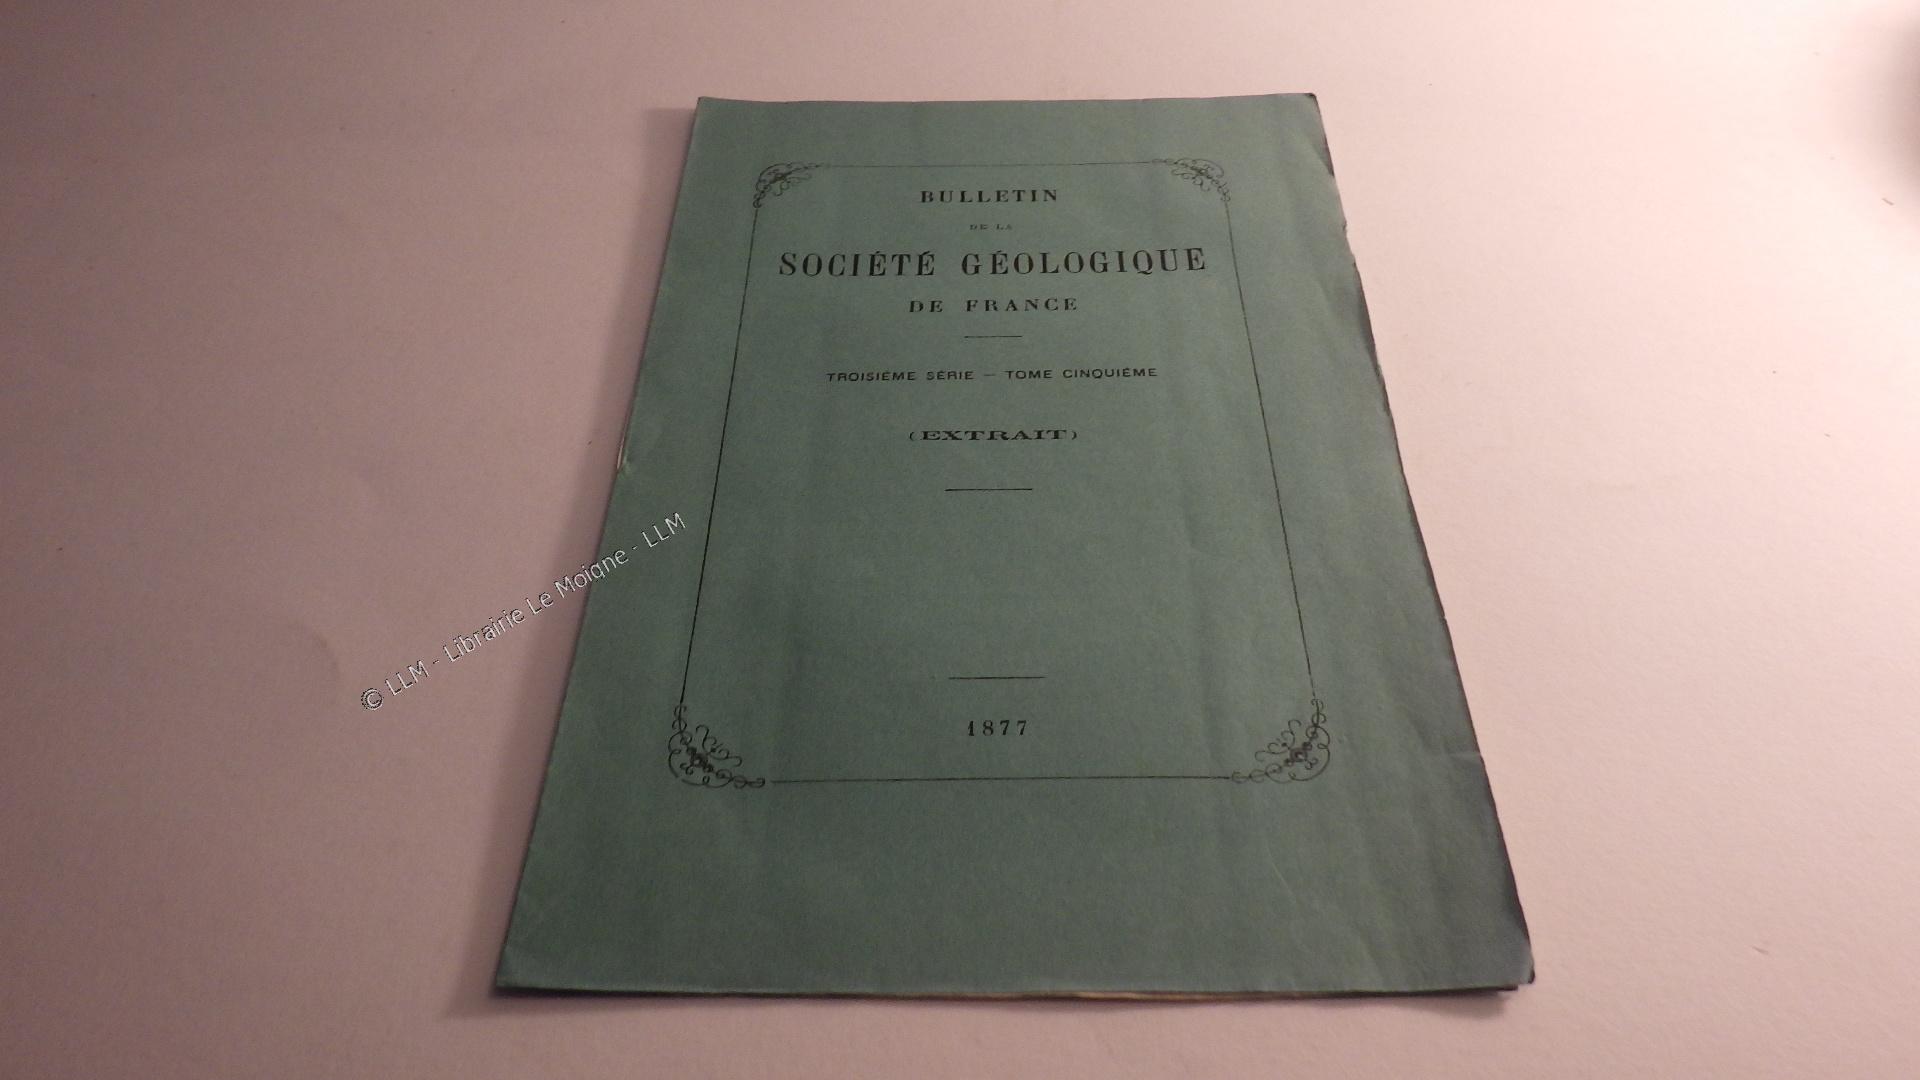 BULLETIN
DE LA
SOCIÉTÉ GÉOLOGIQUE
DE FRANCE
TROISIÈME SÉRIE — TOME CINQUIÈME
(EXTRAIT)
1877
© LLM - Librairie Le Moigne - LLM